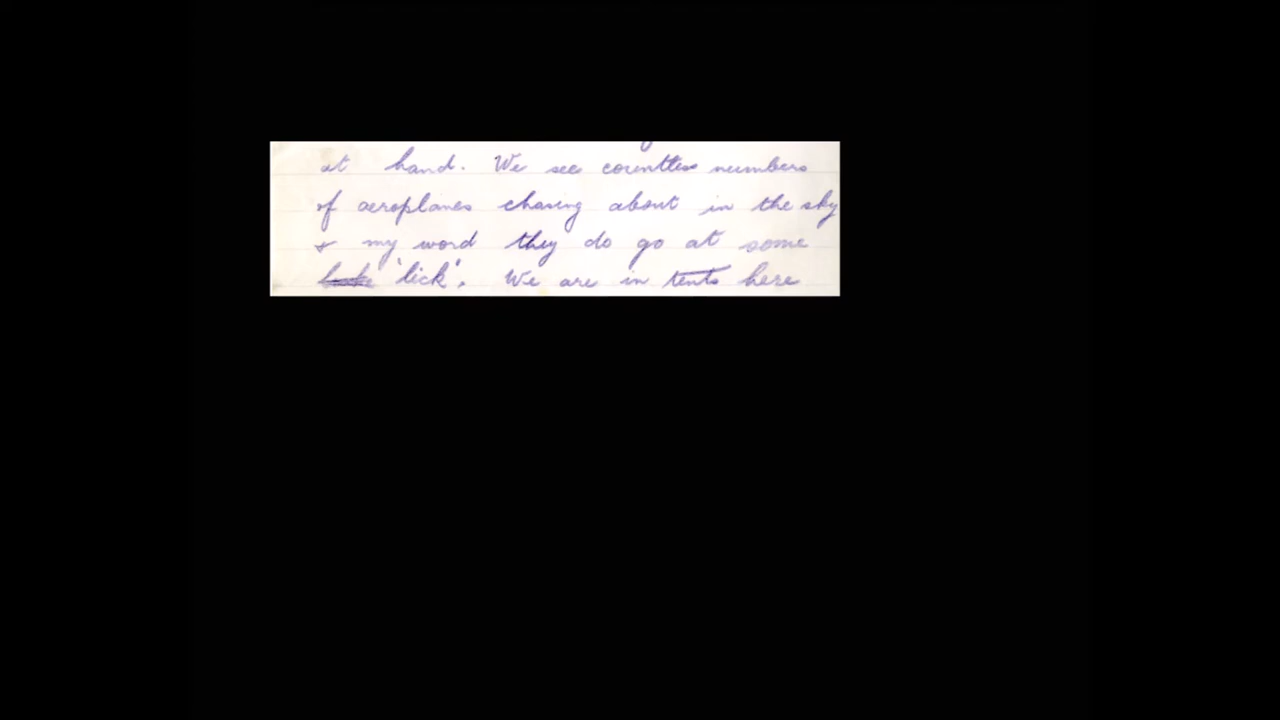 at hand. We see countless numbers
of aeroplanes chasing about in the sky
& my word they do go at some
'lick'. We are in tents here